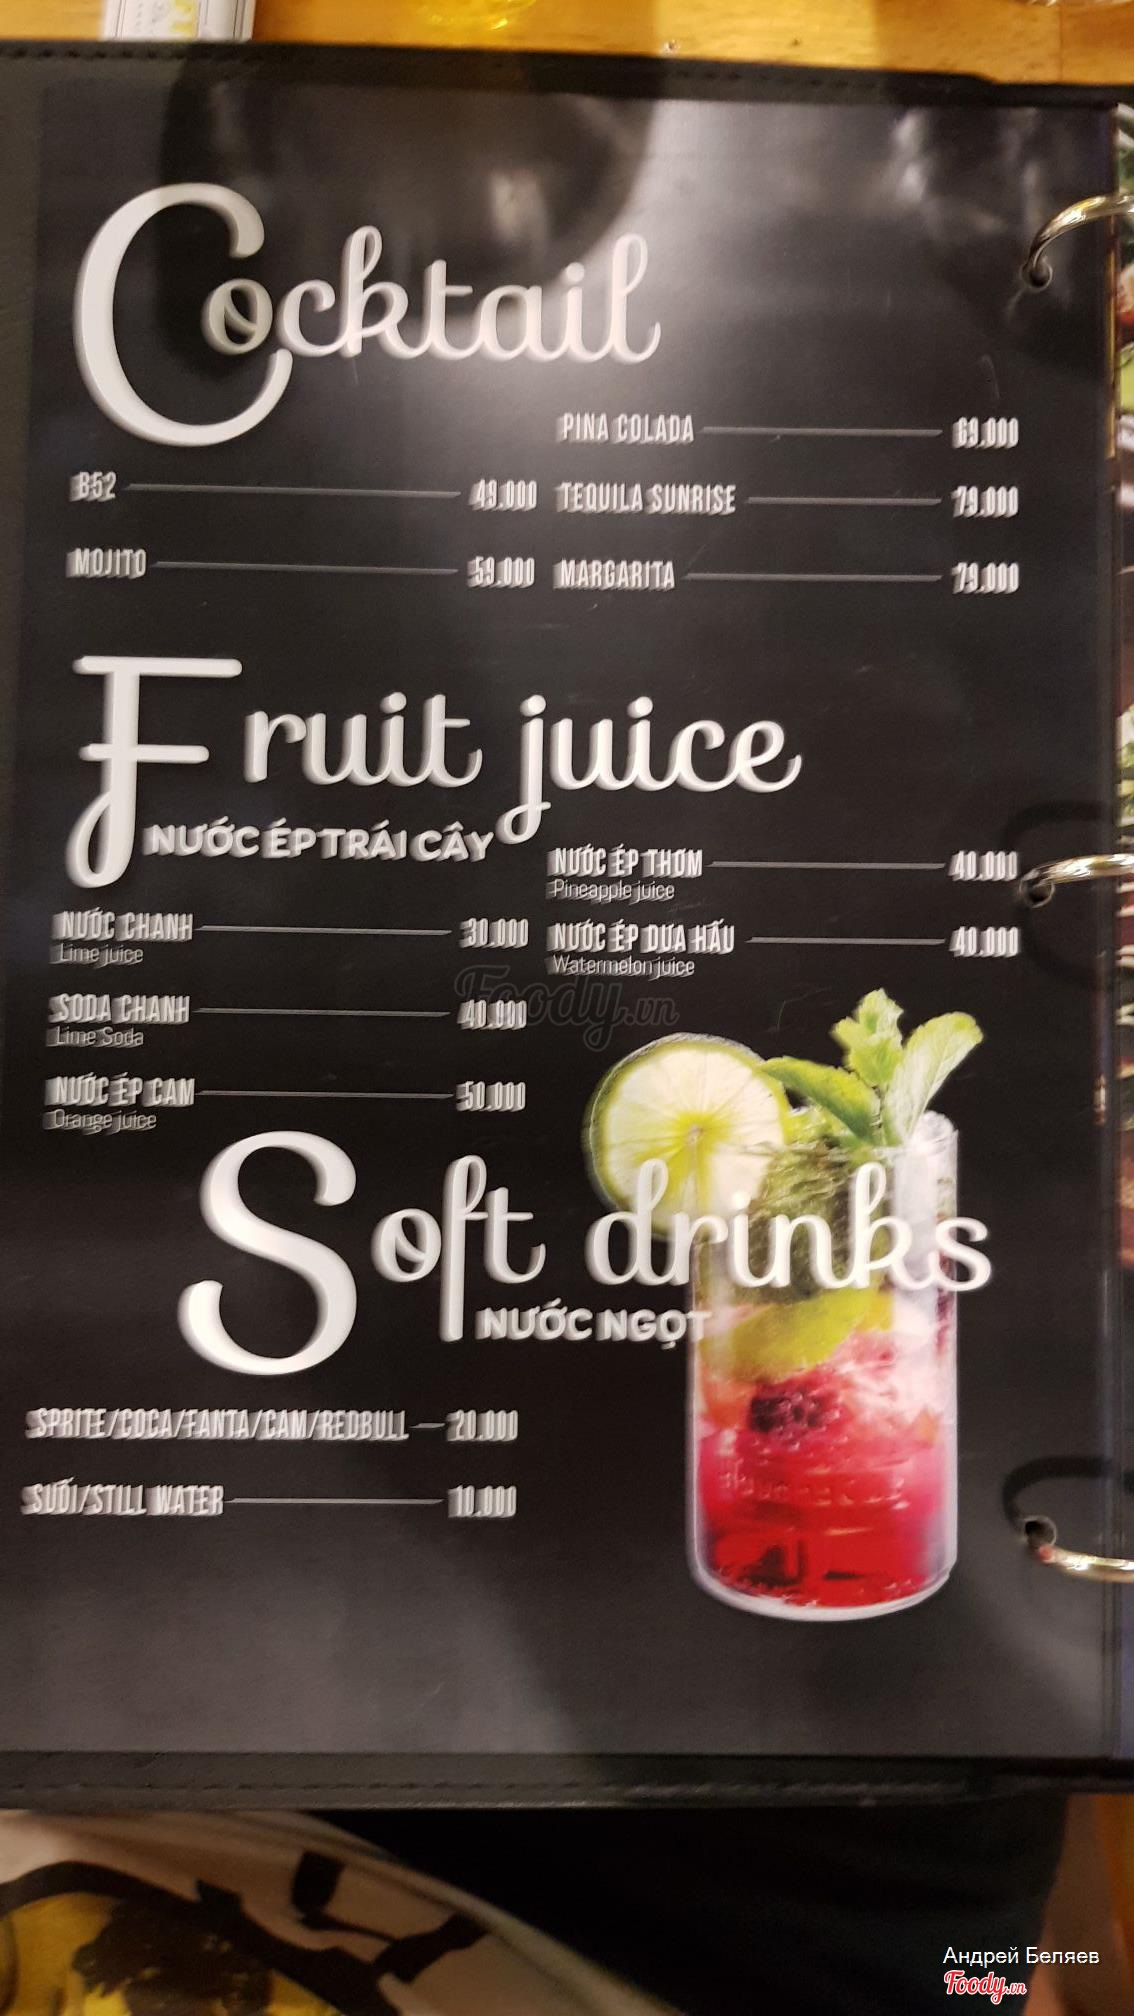 Cocktail
PINA COLADA 69.000
B52 49.000
TEQUILA SUNRISE 79.000
MOJITO 59.000
MARGARITA 79.000
Fruit juice
NƯỚC ÉP TRÁI CÂY
NƯỚC ÉP THƠM 40.000
Pineapple juice
NƯỚC CHANH 30.000
Lime juice
NƯỚC ÉP DƯA HẤU 40.000
Watermelon juice
SODA CHANH 40.000
Lime Soda
NƯỚC ÉP CAM 50.000
Orange juice
Foody.vn
Soft drinks
NƯỚC NGỌT
SPRITE/COCA/FANTA/CAM/REDBULL 20.000
SUỐI/STILL WATER 10.000
Андрей Беляев
Foody.vn